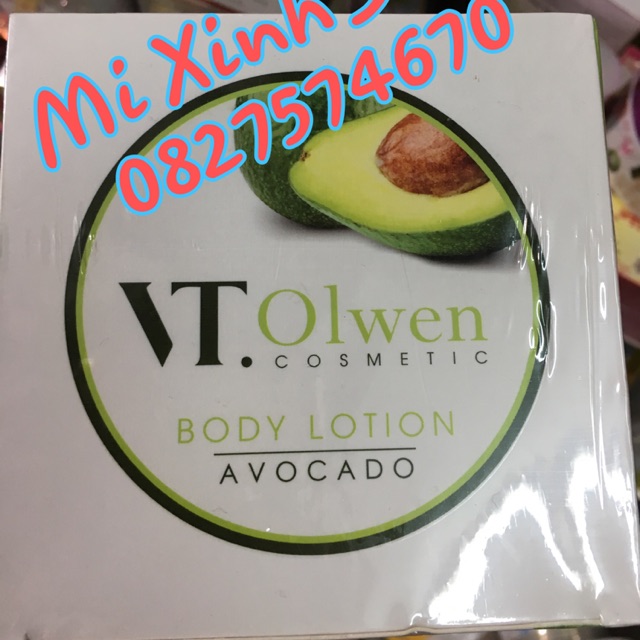 Mi Xinh
0827574670
VT. Olwen
COSMETIC
BODY LOTION
AVOCADO